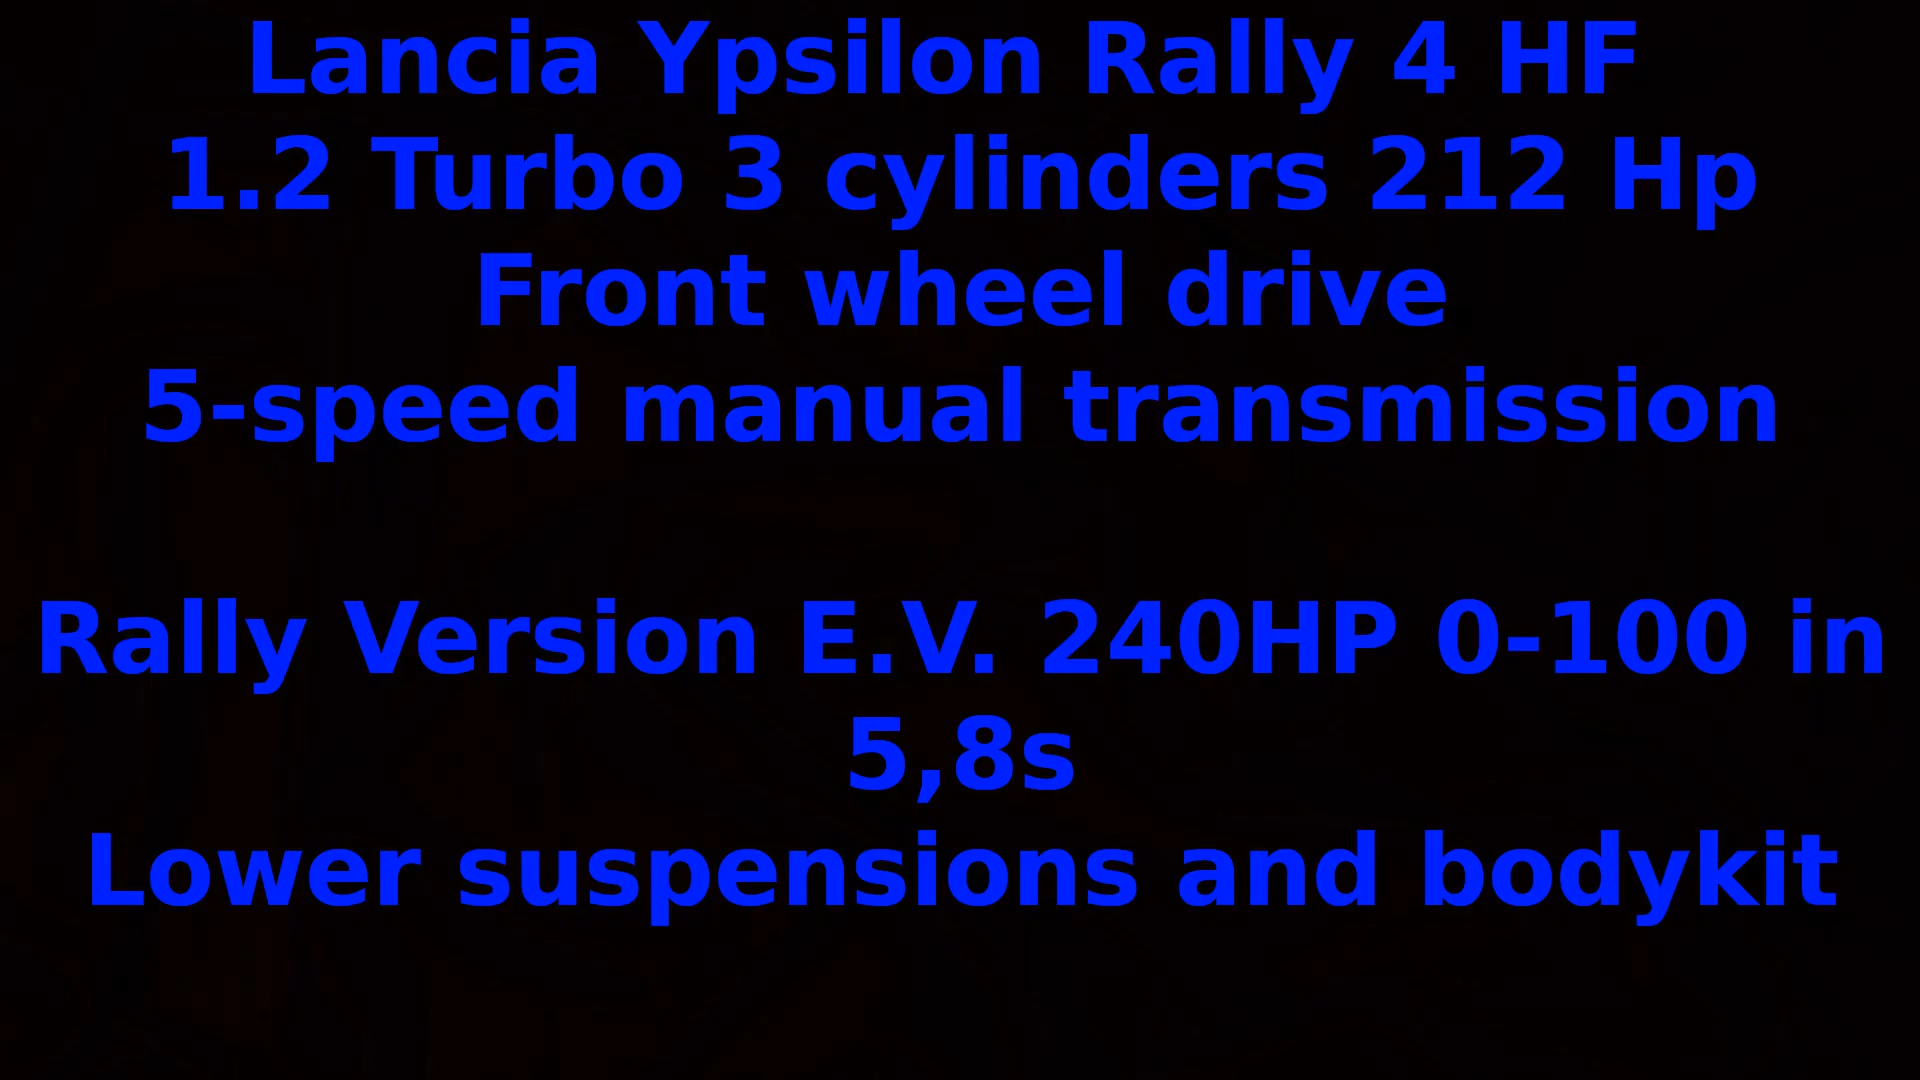 Lancia Ypsilon Rally 4 HF
1.2 Turbo 3 cylinders 212 Hp
Front wheel drive
5-speed manual transmission
Rally Version E.V. 240HP 0-100 in
5,8s
Lower suspensions and bodykit